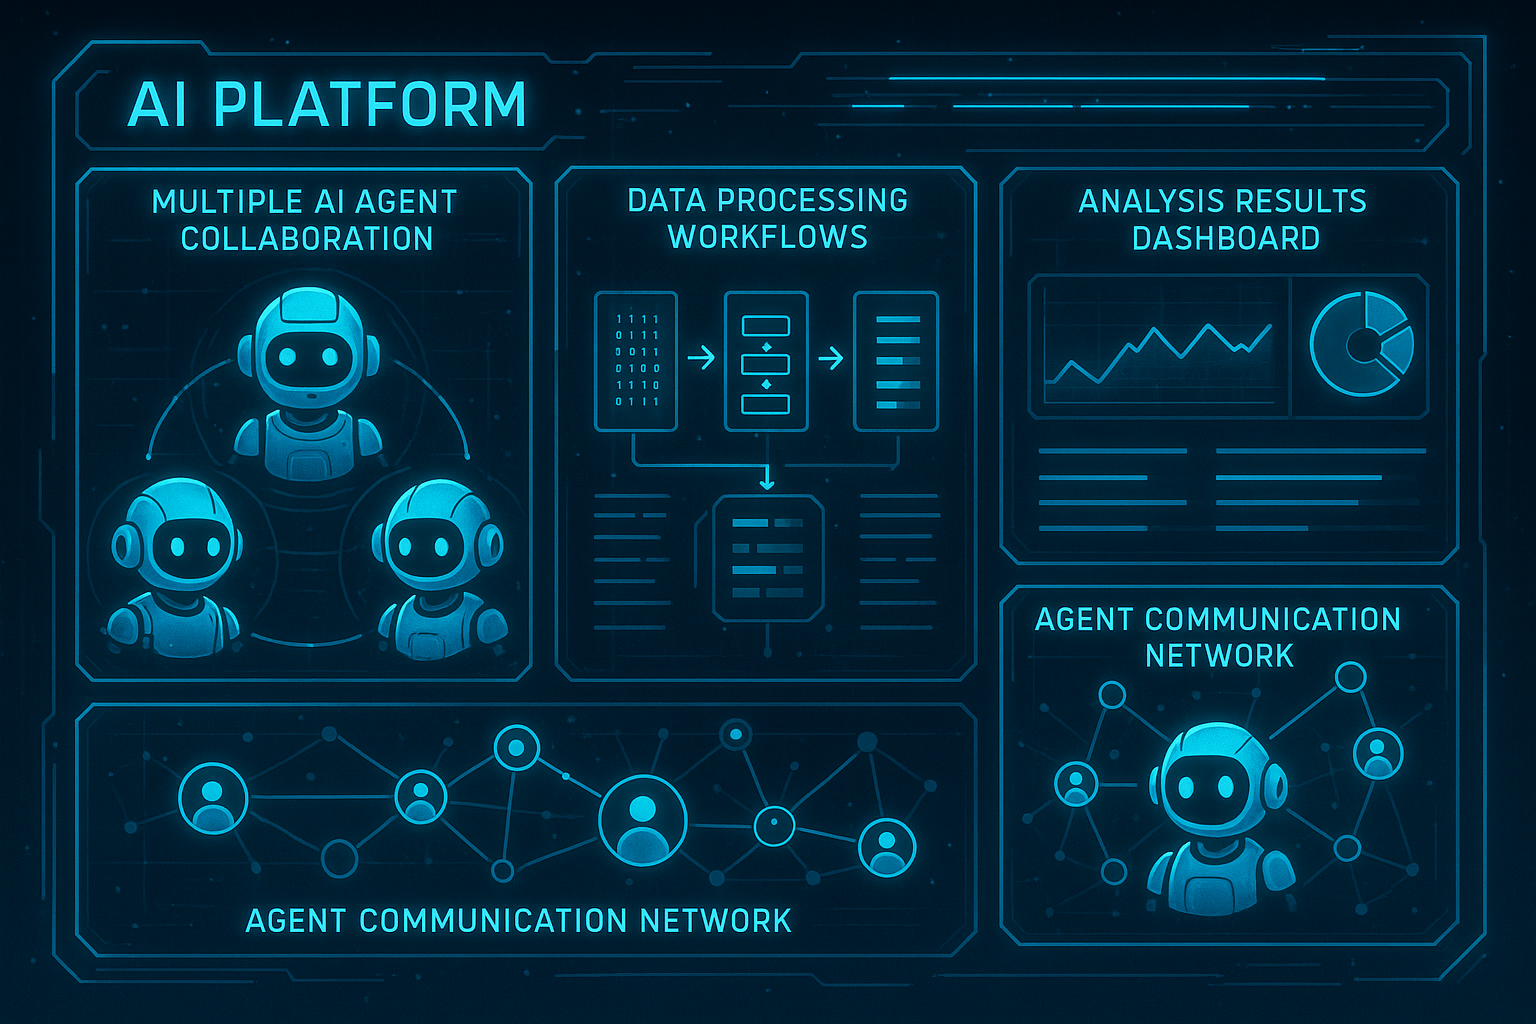 AI PLATFORM
MULTIPLE AI AGENT
COLLABORATION
DATA PROCESSING
WORKFLOWS
1 1 1 1
0 1 1 1
0 0 1 1
0 1 0 0
1 1 1 0
0 1 1 1
ANALYSIS RESULTS
DASHBOARD
AGENT COMMUNICATION
NETWORK
AGENT COMMUNICATION NETWORK